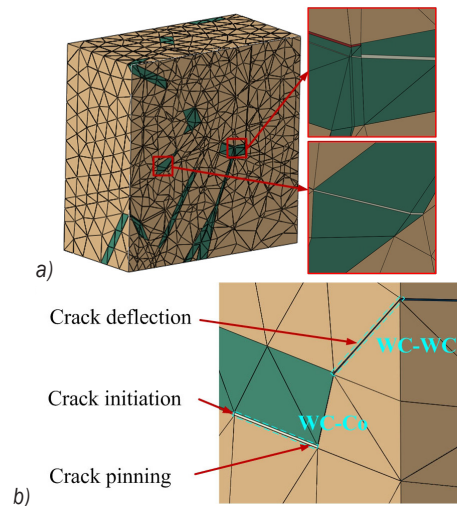 a)
Crack deflection
WC-WC
Crack initiation
WC-Co
Crack pinning
b)